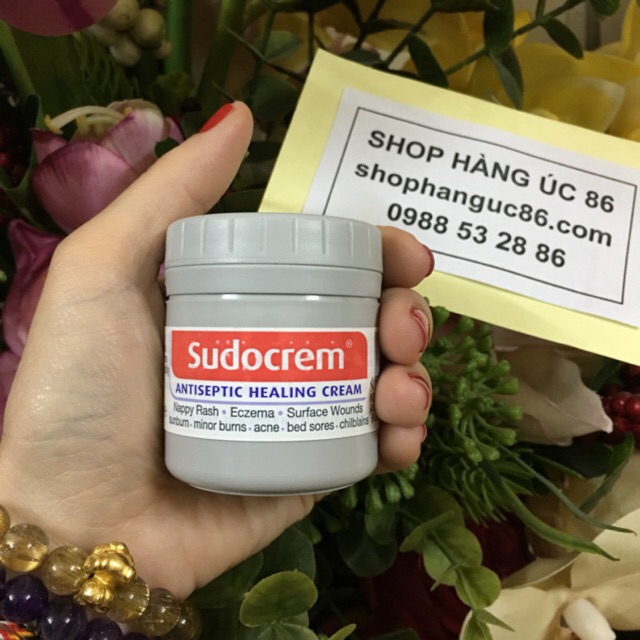 SHOP HÀNG ÚC 86
shophanguc86.com
0988 53 28 86
Sudocrem®
ANTISEPTIC HEALING CREAM
Nappy Rash • Eczema • Surface Wounds
sunburn • minor burns • acne • bed sores • chilblains